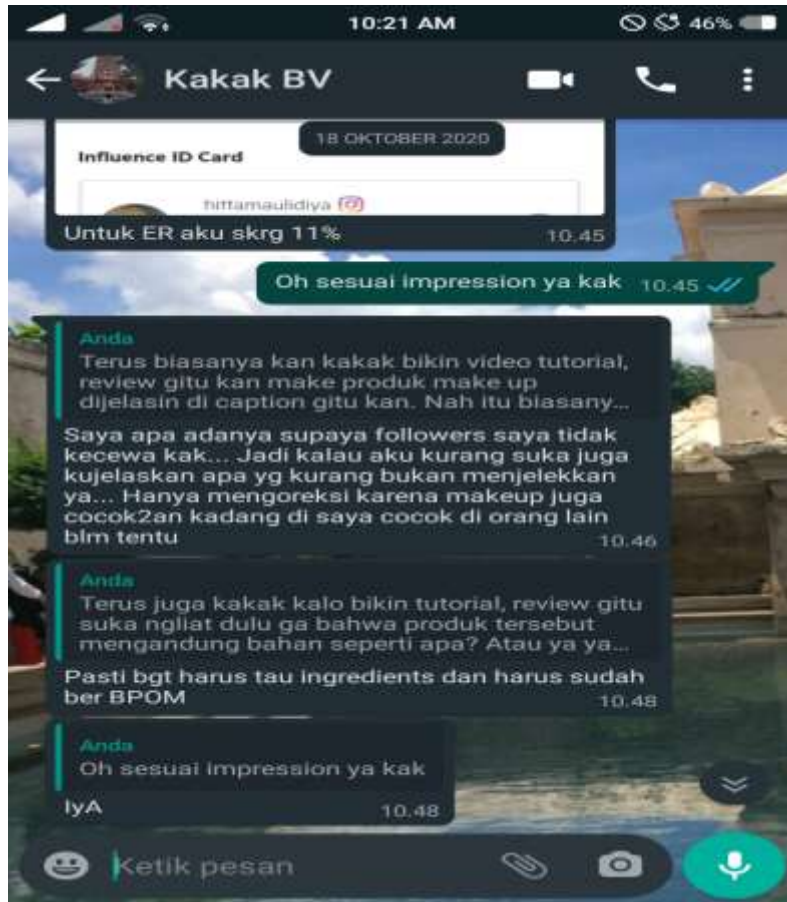 10:21 AM
46%
Kakak BV
18 OKTOBER 2020
Influence ID Card
hittamaulidiya
Untuk ER aku skrg 11%
10.45
Oh sesuai impression ya kak 10.45
Anda
Terus biasanya kan kakak bikin video tutorial,
review gitu kan make produk make up
dijelasin di caption gitu kan. Nah itu biasany...
Saya apa adanya supaya followers saya tidak
kecewa kak... Jadi kalau aku kurang suka juga
kujelaskan apa yg kurang bukan menjelekkan
ya... Hanya mengoreksi karena makeup juga
cocok2an kadang di saya cocok di orang lain
blm tentu
10.46
Anda
Terus juga kakak kalo bikin tutorial, review gitu
suka ngliat dulu ga bahwa produk tersebut
mengandung bahan seperti apa? Atau ya ya...
Pasti bgt harus tau ingredients dan harus sudah
ber BPOM
10.48
Anda
Oh sesuai impression ya kak
IyA
10.48
Ketik pesan